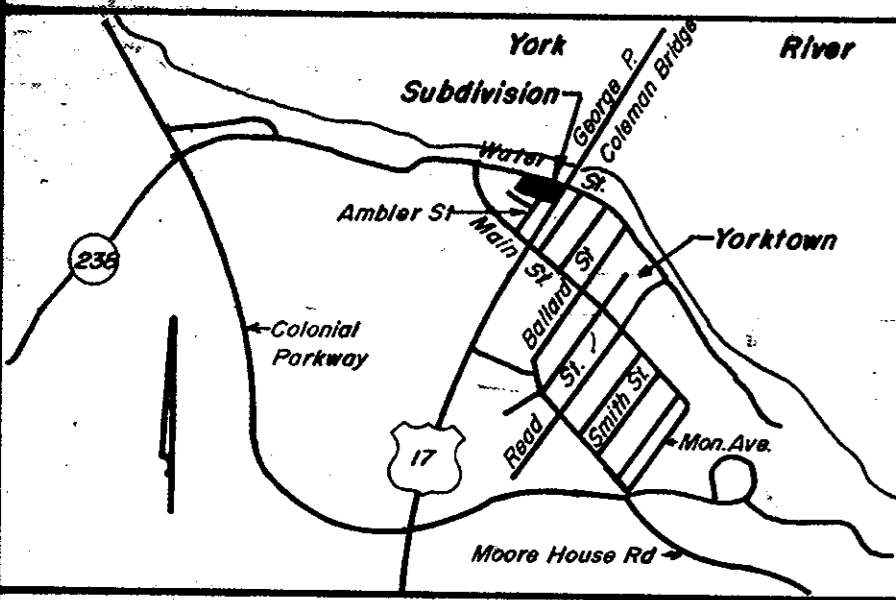 York
River
Subdivision
George P.
Coleman Bridge
Water St.
Ambler St
Main St.
Yorktown
238
Ballard St
Colonial
Parkway
Read St.
Smith St.
Mon. Ave.
17
Moore House Rd